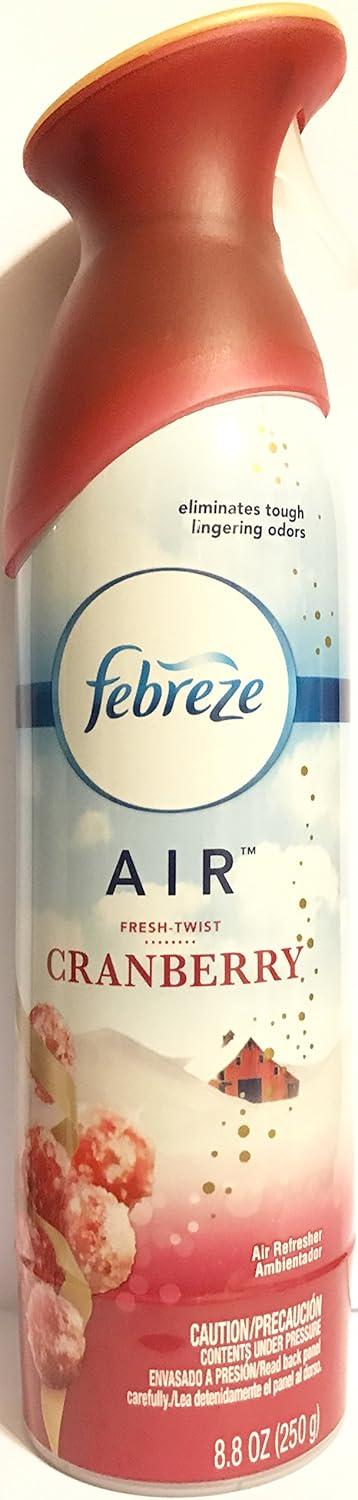 eliminates tough
lingering odors
febreze
AIR™
FRESH-TWIST
CRANBERRY
Air Refresher
Ambientador
CAUTION/PRECAUCIÓN
CONTENTS UNDER PRESSURE
ENVASADO A PRESIÓN/Read back panel
carefully./Lea detenidamente el panel al dorso.
8.8 OZ (250 g)